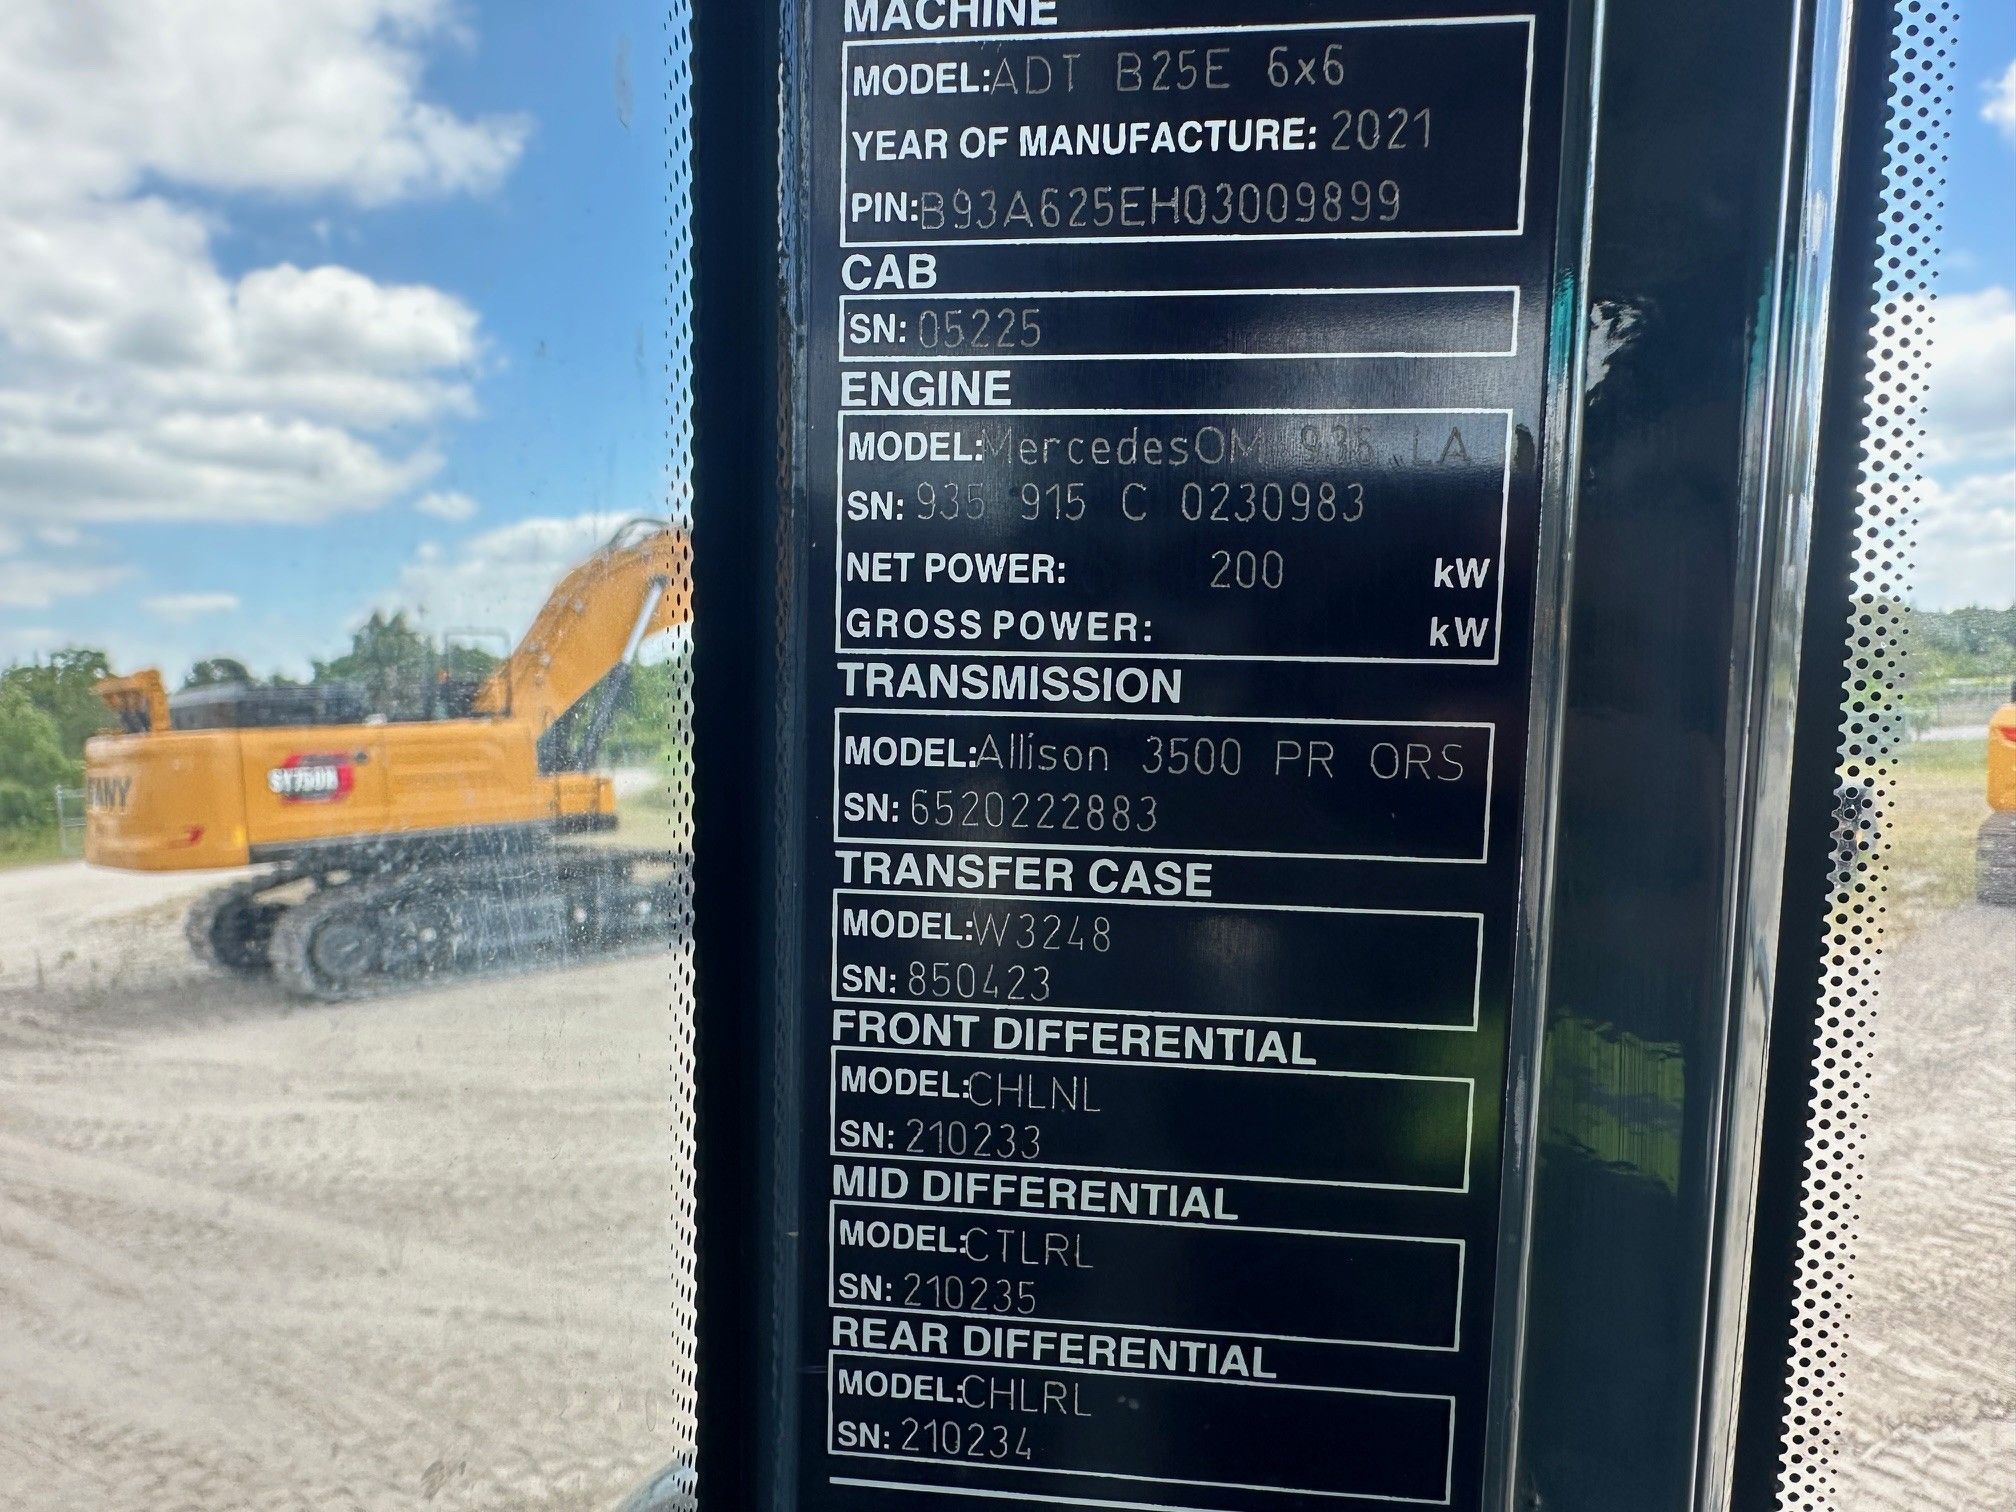 MACHINE
MODEL:ADT B25E 6x6
YEAR OF MANUFACTURE: 2021
PIN:B93A625EH03009899
CAB
SN: 05225
ENGINE
MODEL:MercedesOM 936 LA
SN: 935 915 C 0230983
NET POWER: 200 kW
GROSS POWER: kW
TRANSMISSION
MODEL:Allison 3500 PR ORS
SN: 6520222883
TRANSFER CASE
MODEL:W3248
SN: 850423
FRONT DIFFERENTIAL
MODEL:CHLNL
SN: 210233
MID DIFFERENTIAL
MODEL:CTLRL
SN: 210235
REAR DIFFERENTIAL
MODEL:CHLRL
SN: 210234